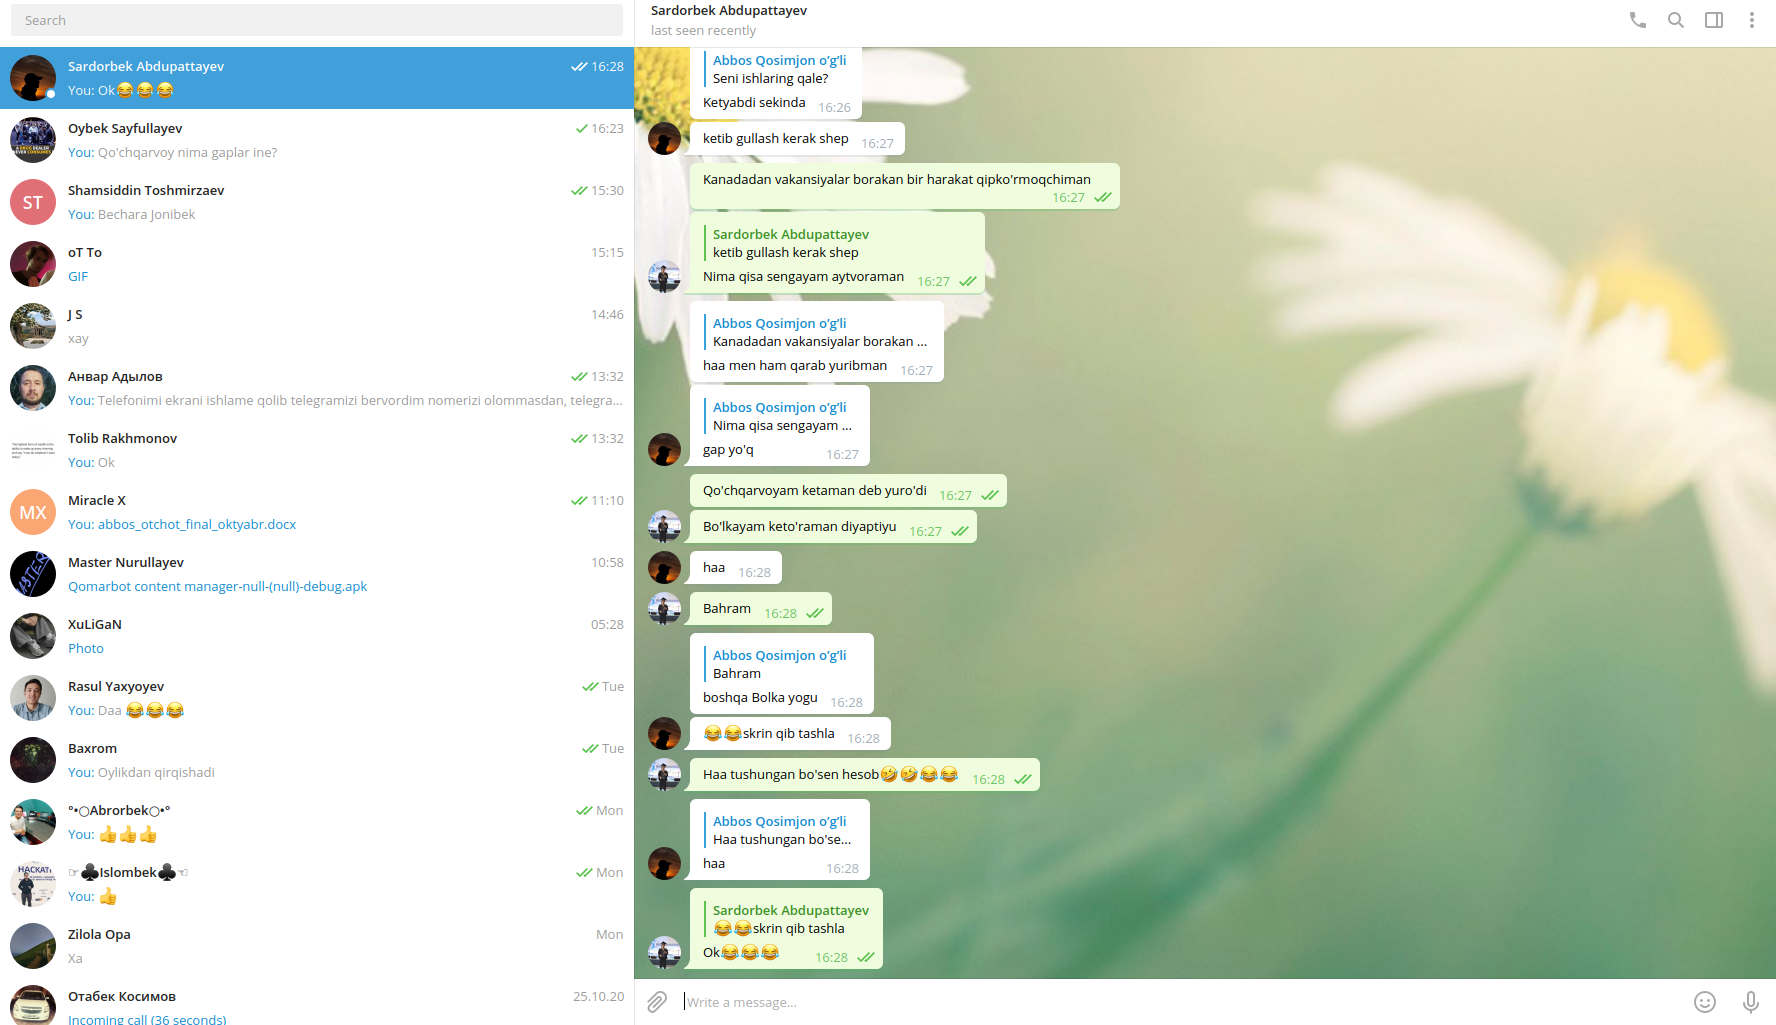 Search
Sardorbek Abdupattayev 16:28
You: Ok😂😂😂
Oybek Sayfullayev 16:23
You: Qo'chqarvoy nima gaplar ine?
ST
Shamsiddin Toshmirzaev 15:30
You: Bechara Jonibek
oT To 15:15
GIF
J S 14:46
xay
Анвар Адылов 13:32
You: Telefonimi ekrani ishlame qolib telegramizi bervordim nomerizi olommasdan, telegra...
Tolib Rakhmonov 13:32
You: Ok
MX
Miracle X 11:10
You: abbos_otchot_final_oktyabr.docx
Master Nurullayev 10:58
Qomarbot content manager-null-(null)-debug.apk
XuLiGaN 05:28
Photo
Rasul Yaxyoyev Tue
You: Daa 😂😂😂
Baxrom Tue
You: Oylikdan qirqishadi
°•○Abrorbek○•° Mon
You: 👍👍👍
☞♣Islombek♣☜ Mon
You: 👍
Zilola Opa Mon
Xa
Отабек Косимов 25.10.20
Incoming call (36 seconds)
Sardorbek Abdupattayev
last seen recently
Abbos Qosimjon o‘g‘li
Seni ishlaring qale?
Ketyabdi sekinda 16:26
ketib gullash kerak shep 16:27
Kanadadan vakansiyalar borakan bir harakat qipko'rmoqchiman
16:27
Sardorbek Abdupattayev
ketib gullash kerak shep
Nima qisa sengayam aytvoraman 16:27
Abbos Qosimjon o‘g‘li
Kanadadan vakansiyalar borakan ...
haa men ham qarab yuribman 16:27
Abbos Qosimjon o‘g‘li
Nima qisa sengayam ...
gap yo'q 16:27
Qo'chqarvoyam ketaman deb yuro'di 16:27
Bo'lkayam keto'raman diyaptiyu 16:27
haa 16:28
Bahram 16:28
Abbos Qosimjon o‘g‘li
Bahram
boshqa Bolka yogu 16:28
😂😂skrin qib tashla 16:28
Haa tushungan bo'sen hesob🤣🤣😂😂 16:28
Abbos Qosimjon o‘g‘li
Haa tushungan bo'se...
haa 16:28
Sardorbek Abdupattayev
😂😂skrin qib tashla
Ok😂😂😂 16:28
Write a message...